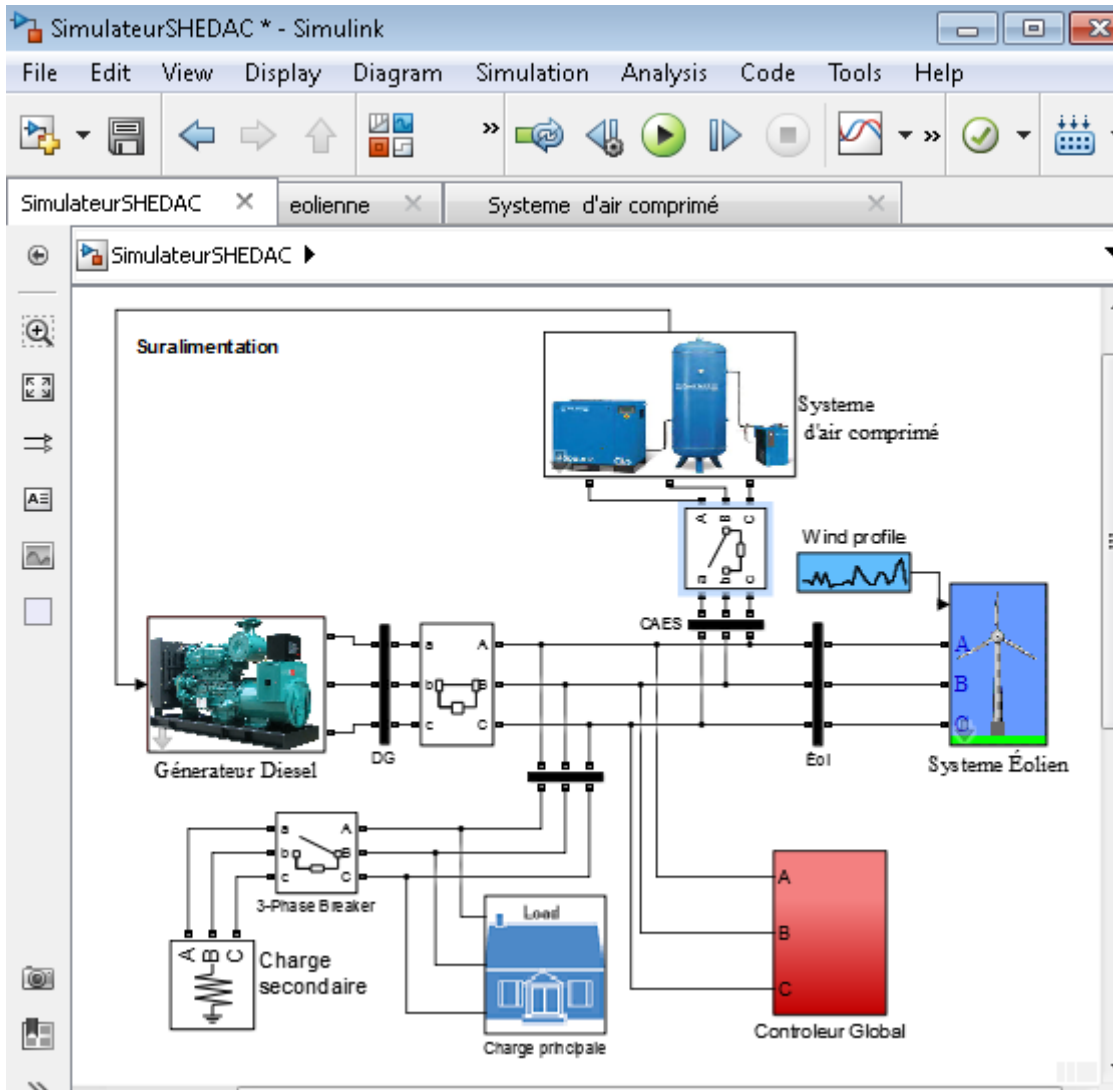 SimulateurSHEDAC * - Simulink
File Edit View Display Diagram Simulation Analysis Code Tools Help
SimulateurSHEDAC
eolienne
Systeme d'air comprimé
SimulateurSHEDAC
Suralimentation
Systeme
d'air comprimé
A B C
a b c
Wind profile
CAES
a A
b B
c C
A
B
C
DG
Éol
Génerateur Diesel
Systeme Éolien
a A
b B
c C
3-Phase Breaker
A B C
Charge
secondaire
Load
Charge principale
A
B
C
Controleur Global